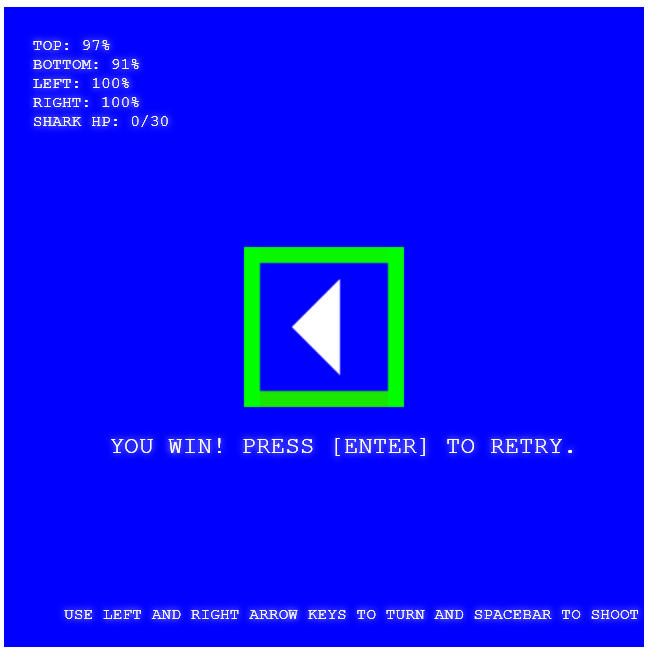 TOP: 97%
BOTTOM: 91%
LEFT: 100%
RIGHT: 100%
SHARK HP: 0/30
YOU WIN! PRESS [ENTER] TO RETRY.
USE LEFT AND RIGHT ARROW KEYS TO TURN AND SPACEBAR TO SHOOT